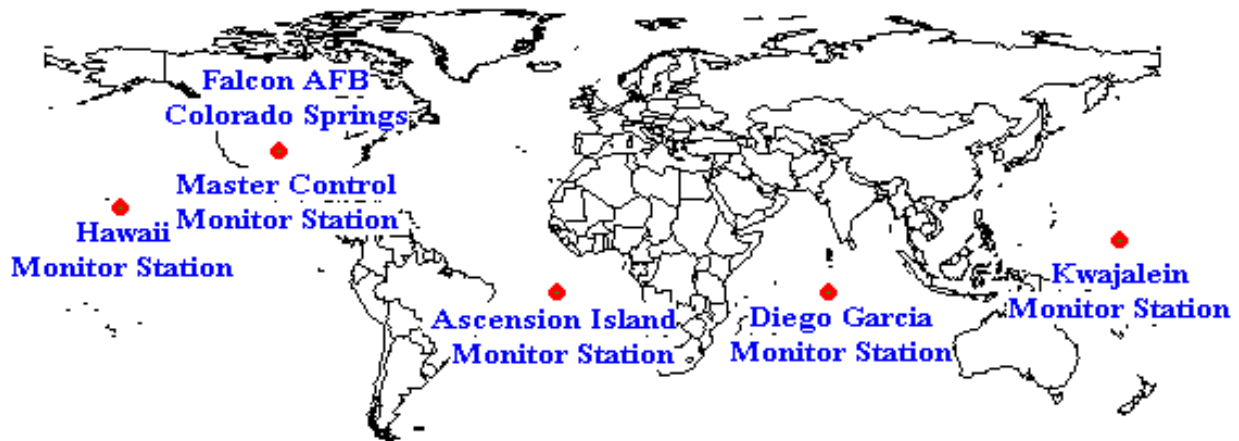 Falcon AFB
Colorado Springs
Master Control
Monitor Station
Hawaii
Monitor Station
Ascension Island
Monitor Station
Diego Garcia
Monitor Station
Kwajalein
Monitor Station